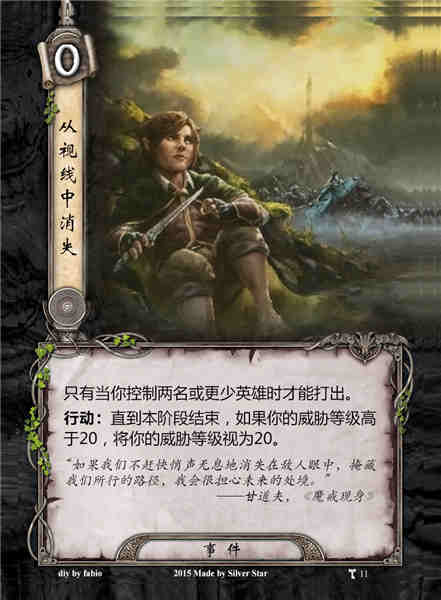 0
从视线中消失
只有当你控制两名或更少英雄时才能打出。
行动：直到本阶段结束，如果你的威胁等级高
于20，将你的威胁等级视为20。
“如果我们不赶快悄声无息地消失在敌人眼中，掩藏
我们所行的路径，我会很担心未来的处境。”
——甘道夫，《魔戒现身》
事件
diy by fabio
2015 Made by Silver Star
11